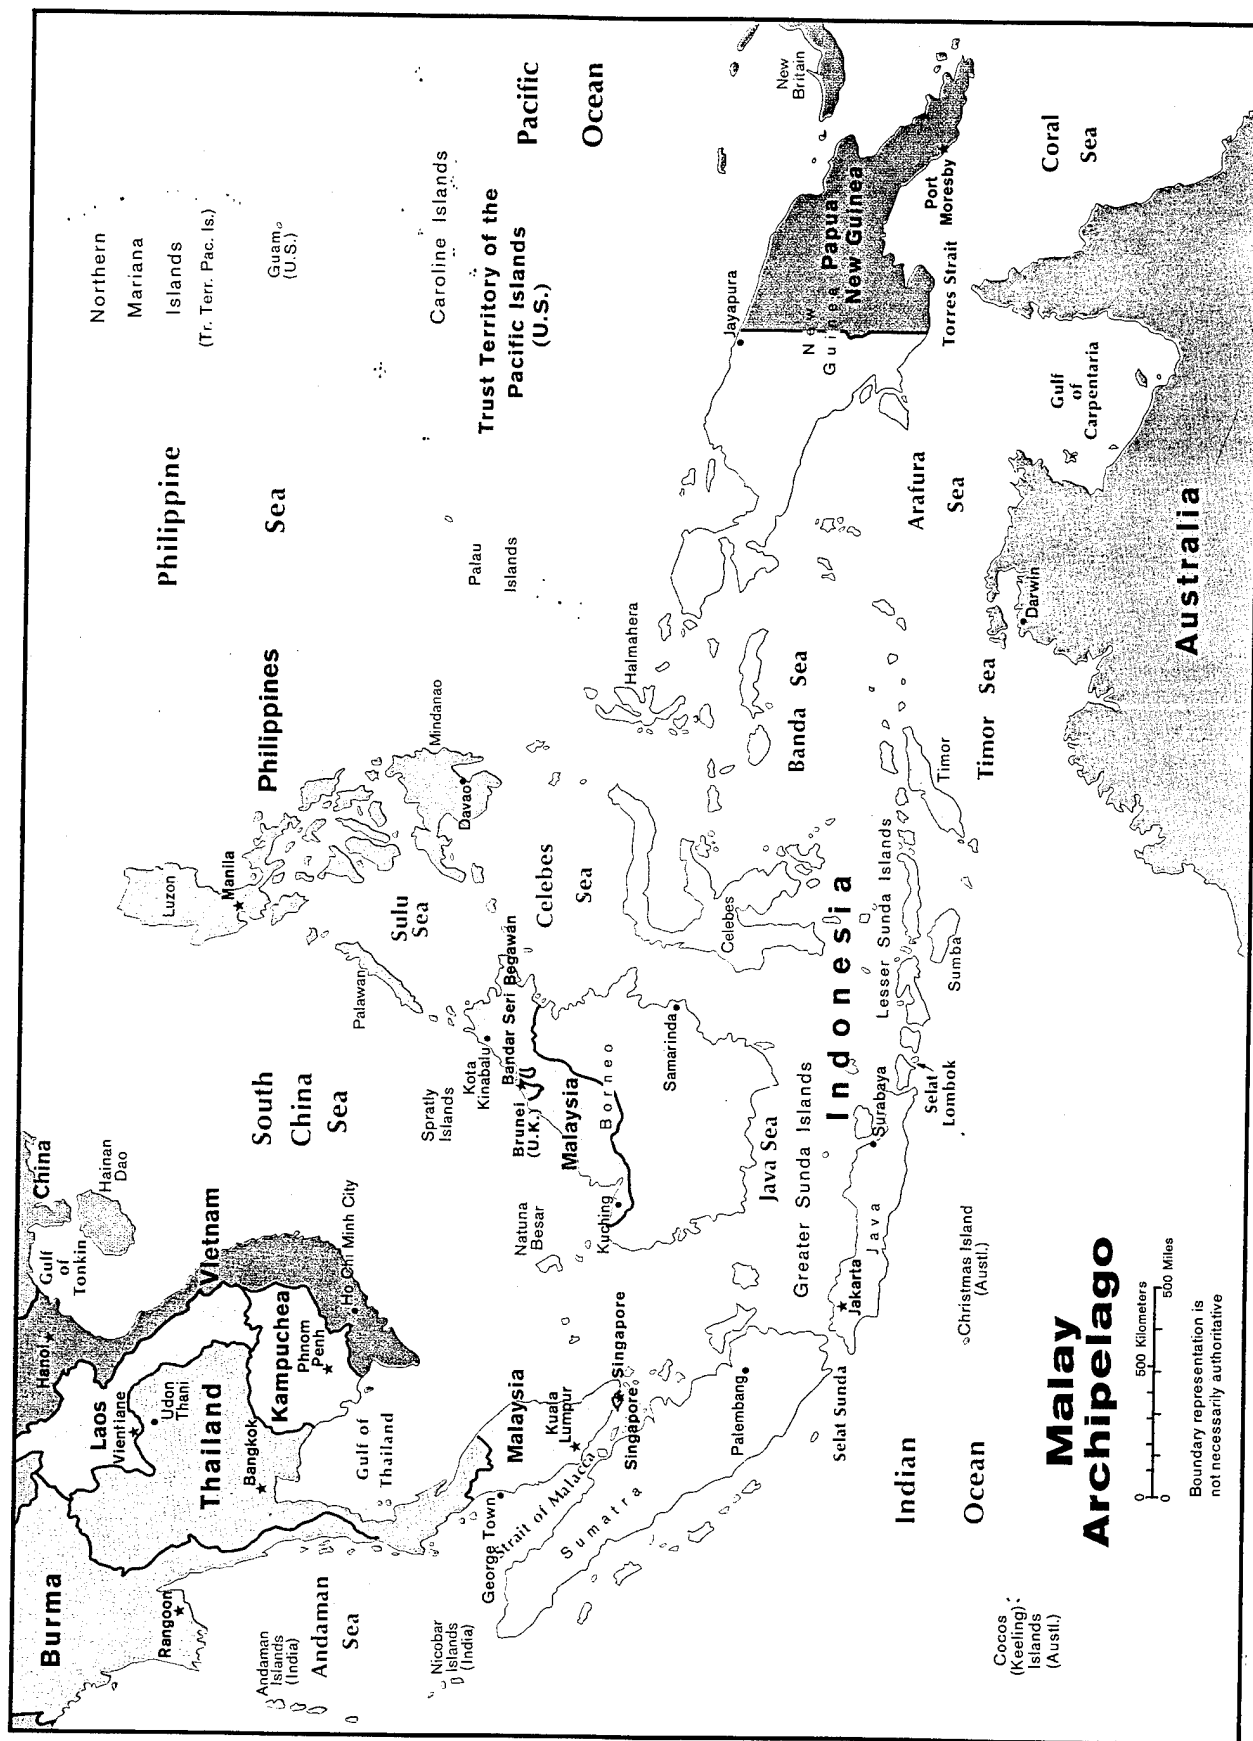 Burma
Rangoon
Andaman
Islands
(India)
Andaman
Sea
Nicobar
Islands
(India)
Laos
Vientiane
Udon
Thani
Thailand
Bangkok
Hanoi
Gulf
of
Tonkin
China
Hainan
Dao
Vietnam
Kampuchea
Phnom
Penh
Ho Chi Minh City
Gulf of
Thailand
South
China
Sea
Luzon
Manila
Philippines
Philippine
Sea
Northern
Mariana
Islands
(Tr. Terr. Pac. Is.)
Guam
(U.S.)
Palawan
Sulu
Sea
Mindanao
Davao
Spratly
Islands
Kota
Kinabalu
Bandar Seri Begawan
Brunei
(U.K.)
Malaysia
Caroline Islands
Trust Territory of the
Pacific Islands
(U.S.)
Palau
Islands
Pacific
Ocean
George Town
Malaysia
Kuala
Lumpur
Strait of Malacca
Singapore
Singapore
Natuna
Besar
Kuching
Borneo
Samarinda
Celebes
Sea
Celebes
Halmahera
Sumatra
Palembang
Java Sea
Greater Sunda Islands
Indonesia
Banda Sea
Jayapura
New
Guinea
Papua
New Guinea
New
Britain
Port
Moresby
Selat Sunda
Jakarta
Java
Surabaya
Selat
Lombok
Lesser Sunda Islands
Sumba
Timor
Timor Sea
Arafura
Sea
Torres Strait
Coral
Sea
Gulf
of
Carpentaria
Darwin
Australia
Indian
Ocean
Christmas Island
(Austl.)
Cocos
(Keeling)
Islands
(Austl.)
Malay
Archipelago
0 500 Kilometers
0 500 Miles
Boundary representation is
not necessarily authoritative